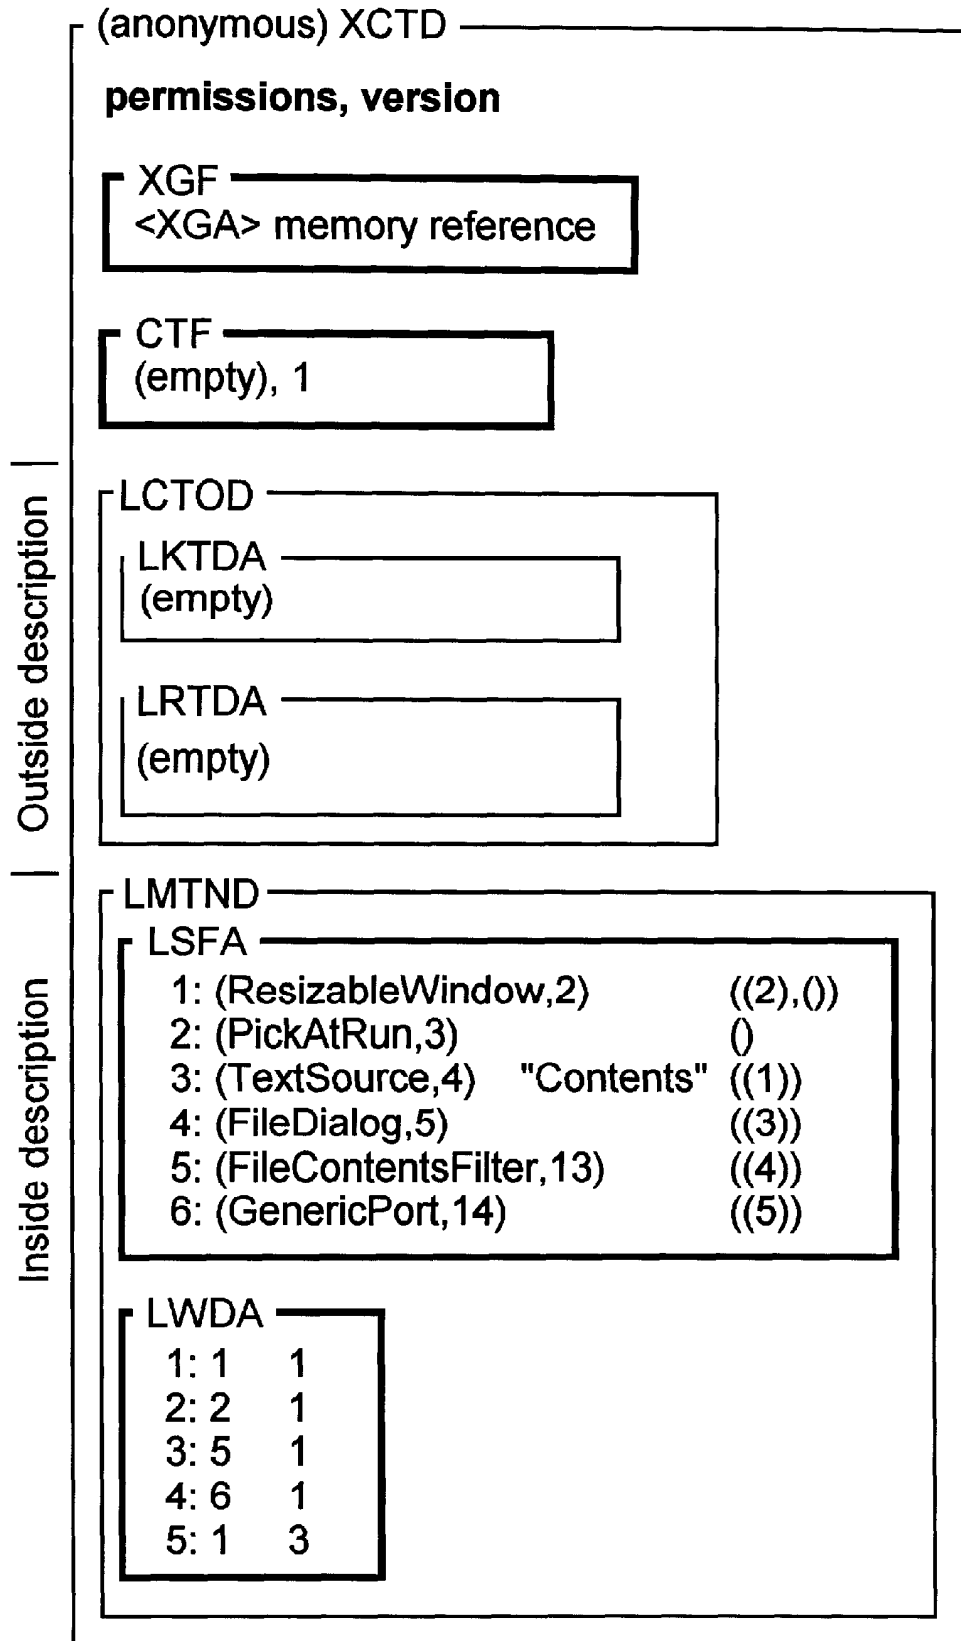 (anonymous) XCTD
permissions, version
XGF
<XGA> memory reference
CTF
(empty), 1
Outside description
LCTOD
LKTDA
(empty)
LRTDA
(empty)
Inside description
LMTND
LSFA
1: (ResizableWindow,2) ((2),())
2: (PickAtRun,3) ()
3: (TextSource,4) "Contents" ((1))
4: (FileDialog,5) ((3))
5: (FileContentsFilter,13) ((4))
6: (GenericPort,14) ((5))
LWDA
1: 1 1
2: 2 1
3: 5 1
4: 6 1
5: 1 3